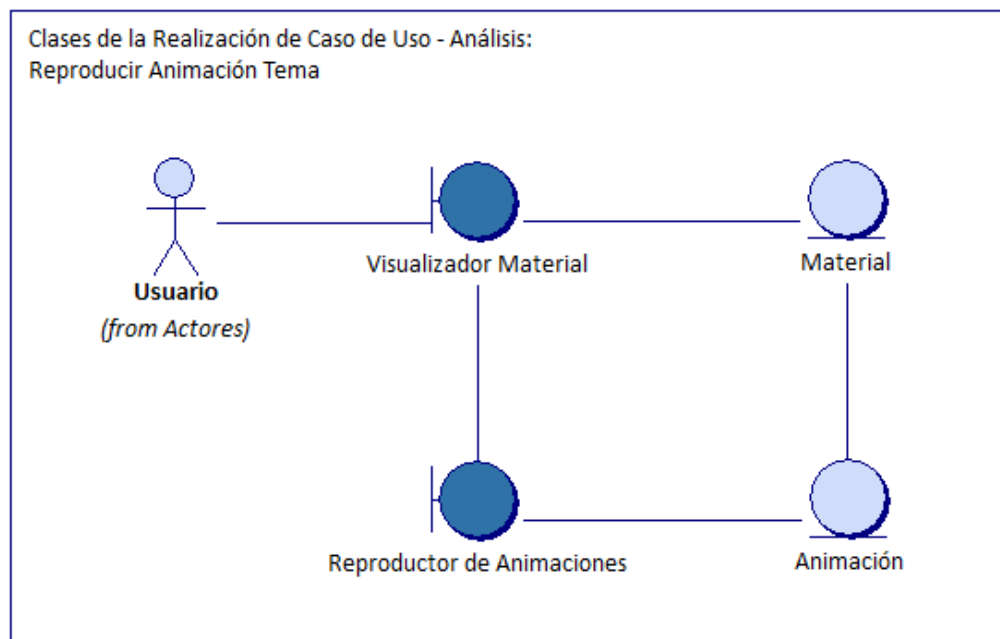 Clases de la Realización de Caso de Uso - Análisis:
Reproducir Animación Tema
Visualizador Material
Material
Usuario
(from Actores)
Reproductor de Animaciones
Animación